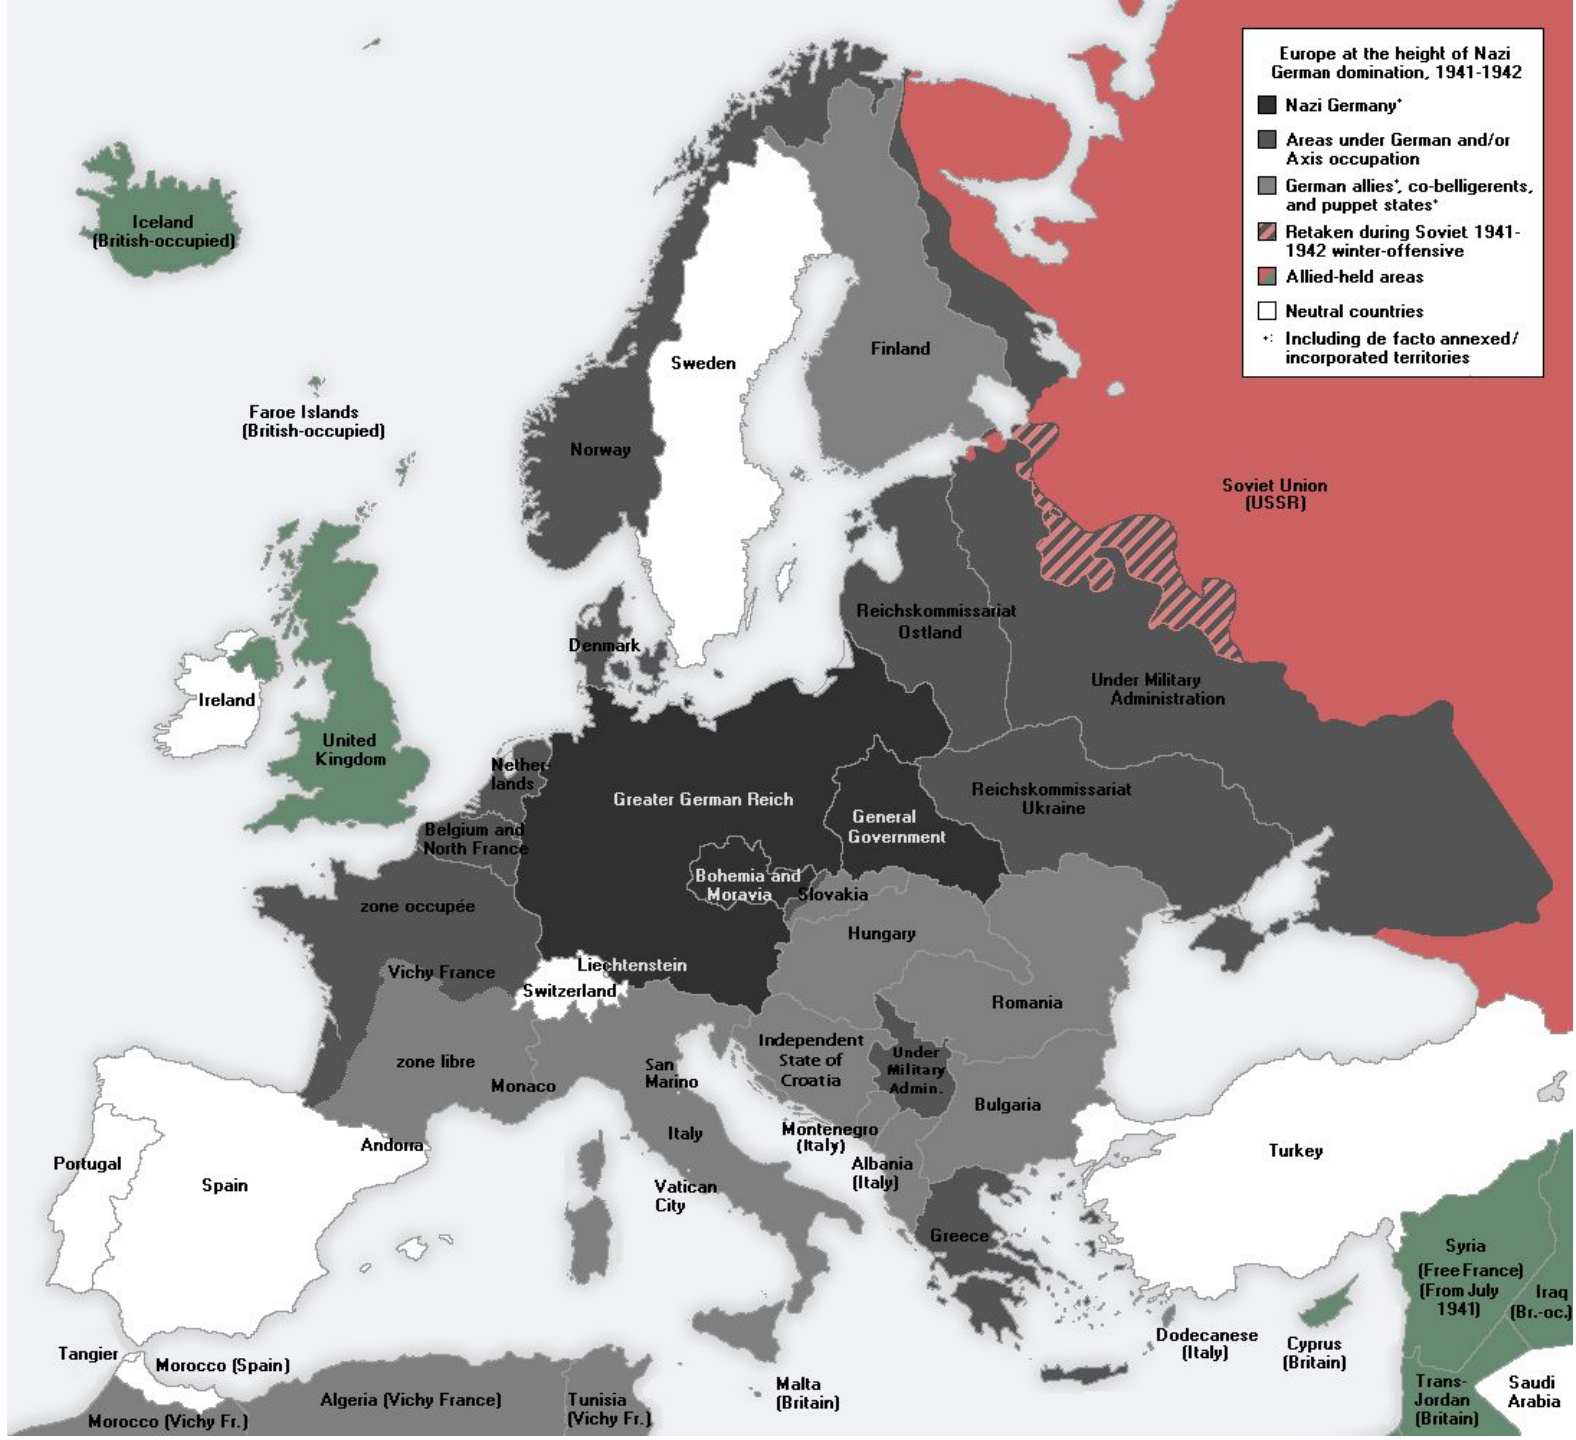 Europe at the height of Nazi
German domination, 1941-1942
Nazi Germany⁺
Areas under German and/or
Axis occupation
German allies⁺, co-belligerents,
and puppet states⁺
Retaken during Soviet 1941-
1942 winter-offensive
Allied-held areas
Neutral countries
⁺: Including de facto annexed/
incorporated territories
Iceland
(British-occupied)
Faroe Islands
(British-occupied)
Sweden
Finland
Norway
Soviet Union
(USSR)
Denmark
Reichskommissariat
Ostland
Under Military
Administration
Ireland
United
Kingdom
Nether-
lands
Greater German Reich
Reichskommissariat
Ukraine
General
Government
Belgium and
North France
Bohemia and
Moravia
Slovakia
zone occupée
Hungary
Vichy France
Liechtenstein
Switzerland
Romania
zone libre
Monaco
San
Marino
Independent
State of
Croatia
Under
Military
Admin.
Bulgaria
Italy
Montenegro
(Italy)
Andorra
Portugal
Spain
Vatican
City
Albania
(Italy)
Turkey
Greece
Syria
(Free France)
(From July
1941)
Iraq
(Br.-oc.)
Dodecanese
(Italy)
Cyprus
(Britain)
Tangier
Morocco (Spain)
Malta
(Britain)
Algeria (Vichy France)
Tunisia
(Vichy Fr.)
Morocco (Vichy Fr.)
Trans-
Jordan
(Britain)
Saudi
Arabia